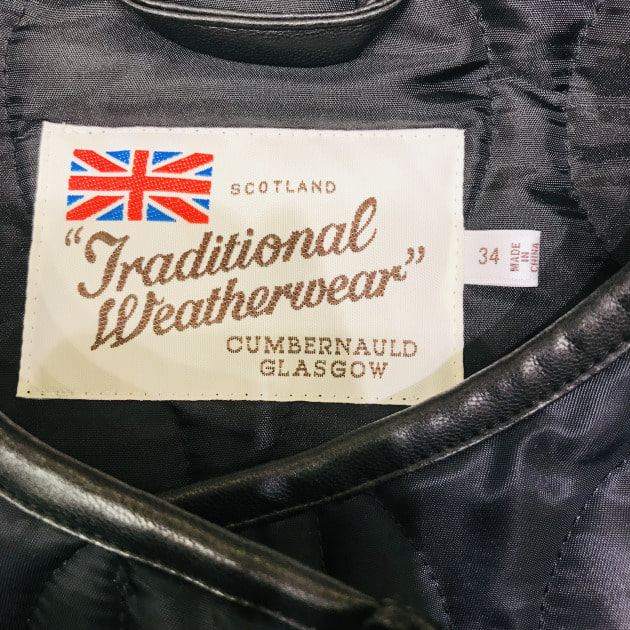 SCOTLAND
"Traditional
Weatherwear"
CUMBERNAULD
GLASGOW
34
MADE
IN
CHINA